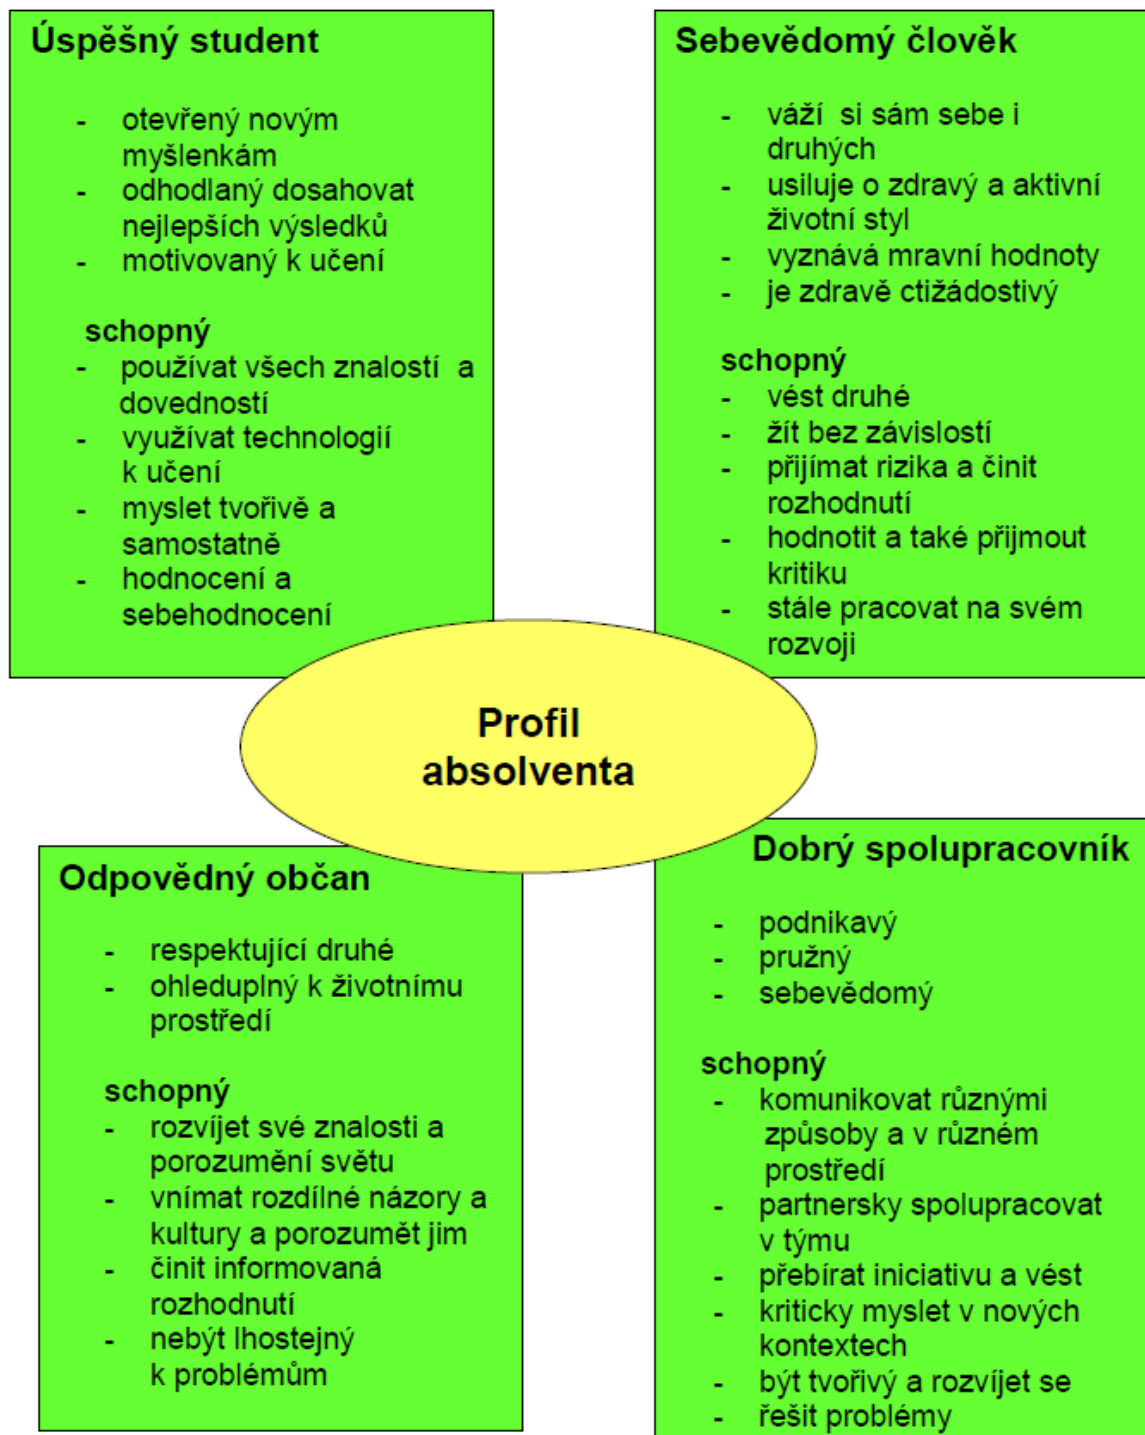 Úspěšný student
- otevřený novým
myšlenkám
- odhodlaný dosahovat
nejlepších výsledků
- motivovaný k učení
schopný
- používat všech znalostí a
dovedností
- využívat technologií
k učení
- myslet tvořivě a
samostatně
- hodnocení a
sebehodnocení
Sebevědomý člověk
- váží si sám sebe i
druhých
- usiluje o zdravý a aktivní
životní styl
- vyznává mravní hodnoty
- je zdravě ctižádostivý
schopný
- vést druhé
- žít bez závislostí
- přijímat rizika a činit
rozhodnutí
- hodnotit a také přijmout
kritiku
- stále pracovat na svém
rozvoji
Profil
absolventa
Odpovědný občan
- respektující druhé
- ohleduplný k životnímu
prostředí
schopný
- rozvíjet své znalosti a
porozumění světu
- vnímat rozdílné názory a
kultury a porozumět jim
- činit informovaná
rozhodnutí
- nebýt lhostejný
k problémům
Dobrý spolupracovník
- podnikavý
- pružný
- sebevědomý
schopný
- komunikovat různými
způsoby a v různém
prostředí
- partnersky spolupracovat
v týmu
- přebírat iniciativu a vést
- kriticky myslet v nových
kontextech
- být tvořivý a rozvíjet se
- řešit problémy